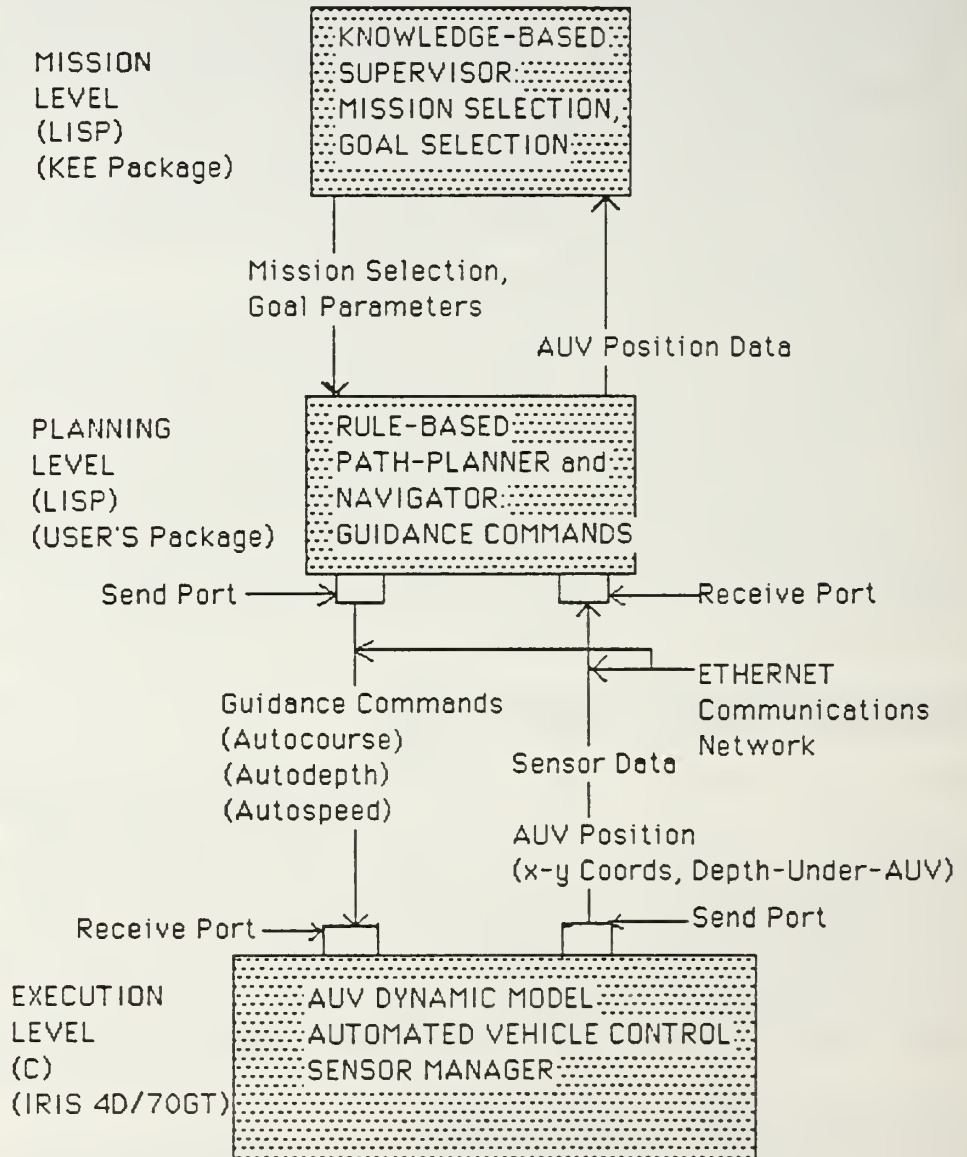 MISSION
LEVEL
(LISP)
(KEE Package)
KNOWLEDGE-BASED
SUPERVISOR:
MISSION SELECTION,
GOAL SELECTION
Mission Selection,
Goal Parameters
AUV Position Data
PLANNING
LEVEL
(LISP)
(USER'S Package)
RULE-BASED
PATH-PLANNER and
NAVIGATOR:
GUIDANCE COMMANDS
Send Port
Receive Port
ETHERNET
Communications
Network
Guidance Commands
(Autocourse)
(Autodepth)
(Autospeed)
Sensor Data
AUV Position
(x-y Coords, Depth-Under-AUV)
Receive Port
Send Port
EXECUTION
LEVEL
(C)
(IRIS 4D/70GT)
AUV DYNAMIC MODEL
AUTOMATED VEHICLE CONTROL
SENSOR MANAGER